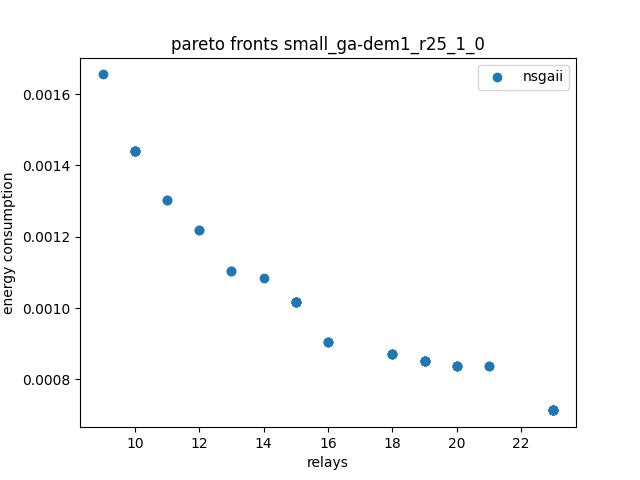 pareto fronts small_ga-dem1_r25_1_0
nsgaii
energy consumption
0.0016
0.0014
0.0012
0.0010
0.0008
10 12 14 16 18 20 22
relays